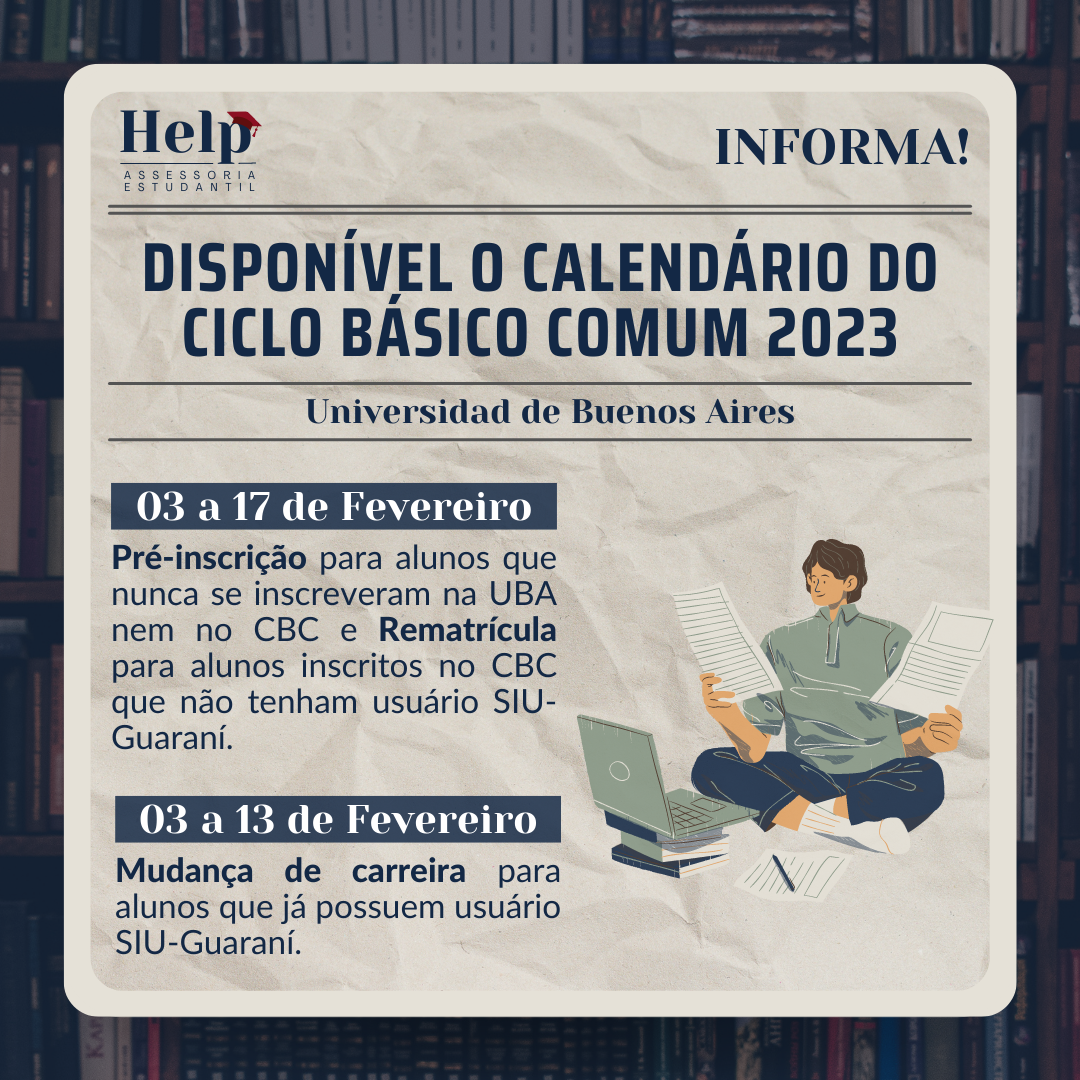 Help
ASSESSORIA
ESTUDANTIL
INFORMA!
DISPONÍVEL O CALENDÁRIO DO
CICLO BÁSICO COMUM 2023
Universidad de Buenos Aires
03 a 17 de Fevereiro
Pré-inscrição para alunos que
nunca se inscreveram na UBA
nem no CBC e Rematrícula
para alunos inscritos no CBC
que não tenham usuário SIU-
Guaraní.
03 a 13 de Fevereiro
Mudança de carreira para
alunos que já possuem usuário
SIU-Guaraní.